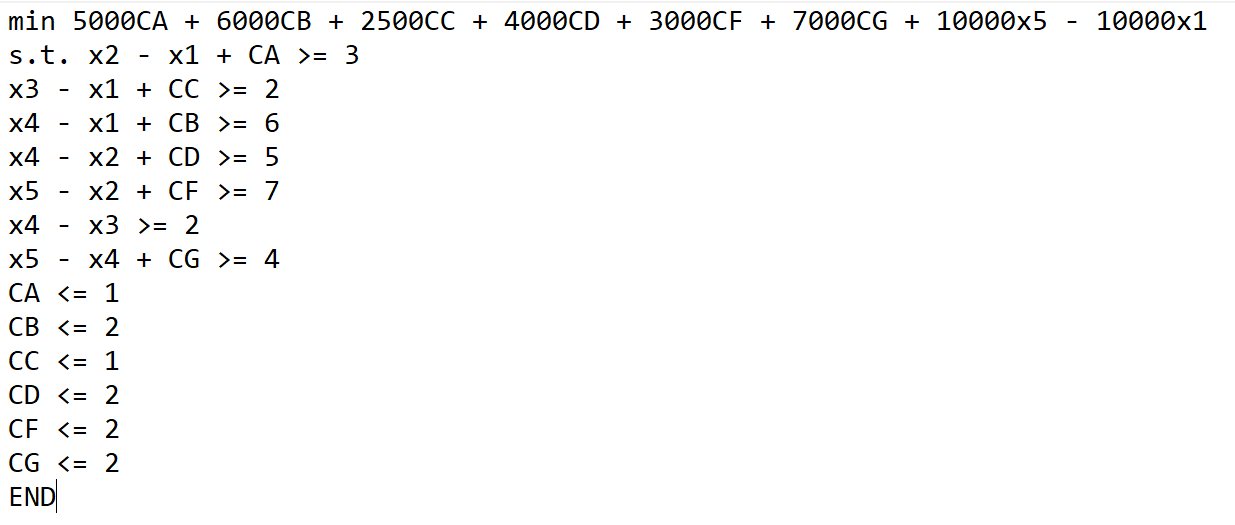 min 5000CA + 6000CB + 2500CC + 4000CD + 3000CF + 7000CG + 10000x5 - 10000x1
s.t. x2 - x1 + CA >= 3
x3 - x1 + CC >= 2
x4 - x1 + CB >= 6
x4 - x2 + CD >= 5
x5 - x2 + CF >= 7
x4 - x3 >= 2
x5 - x4 + CG >= 4
CA <= 1
CB <= 2
CC <= 1
CD <= 2
CF <= 2
CG <= 2
END